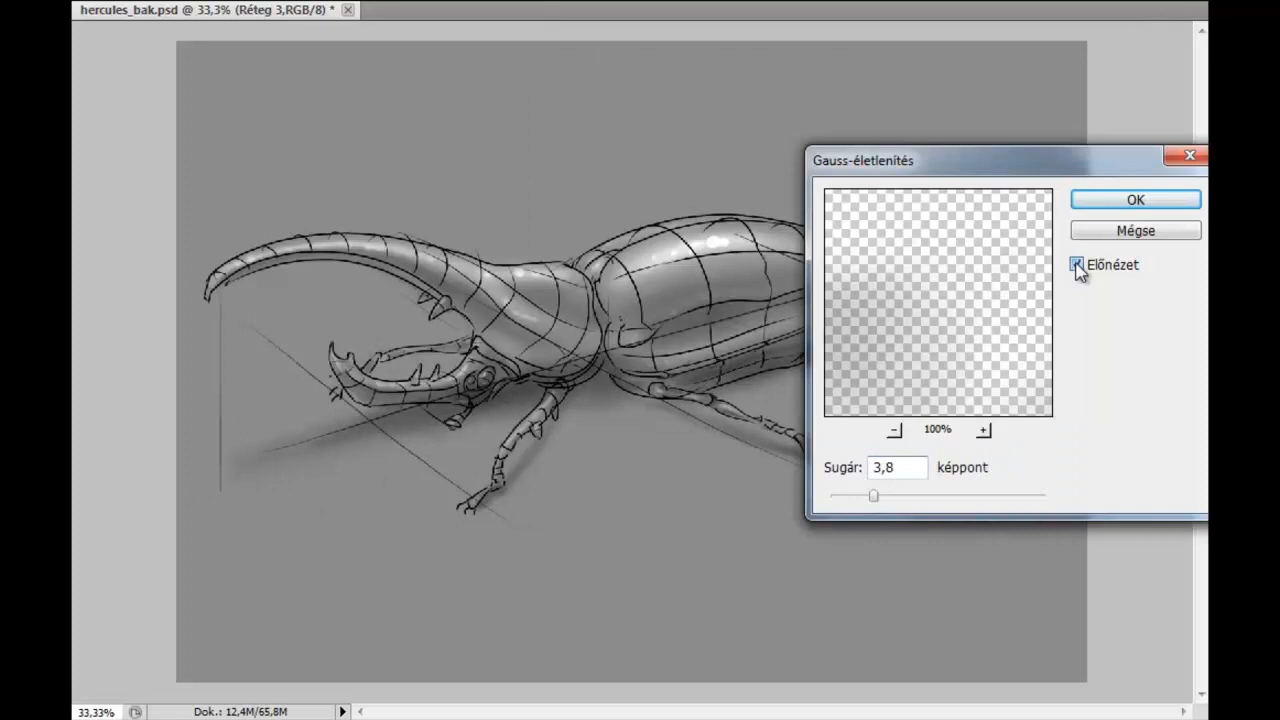 hercules_bak.psd @ 33,3% (Réteg 3,RGB/8) *
Gauss-életlenítés
OK
Mégse
Előnézet
100%
Sugár: 3,8 képpont
33,33% Dok.: 12,4M/65,8M